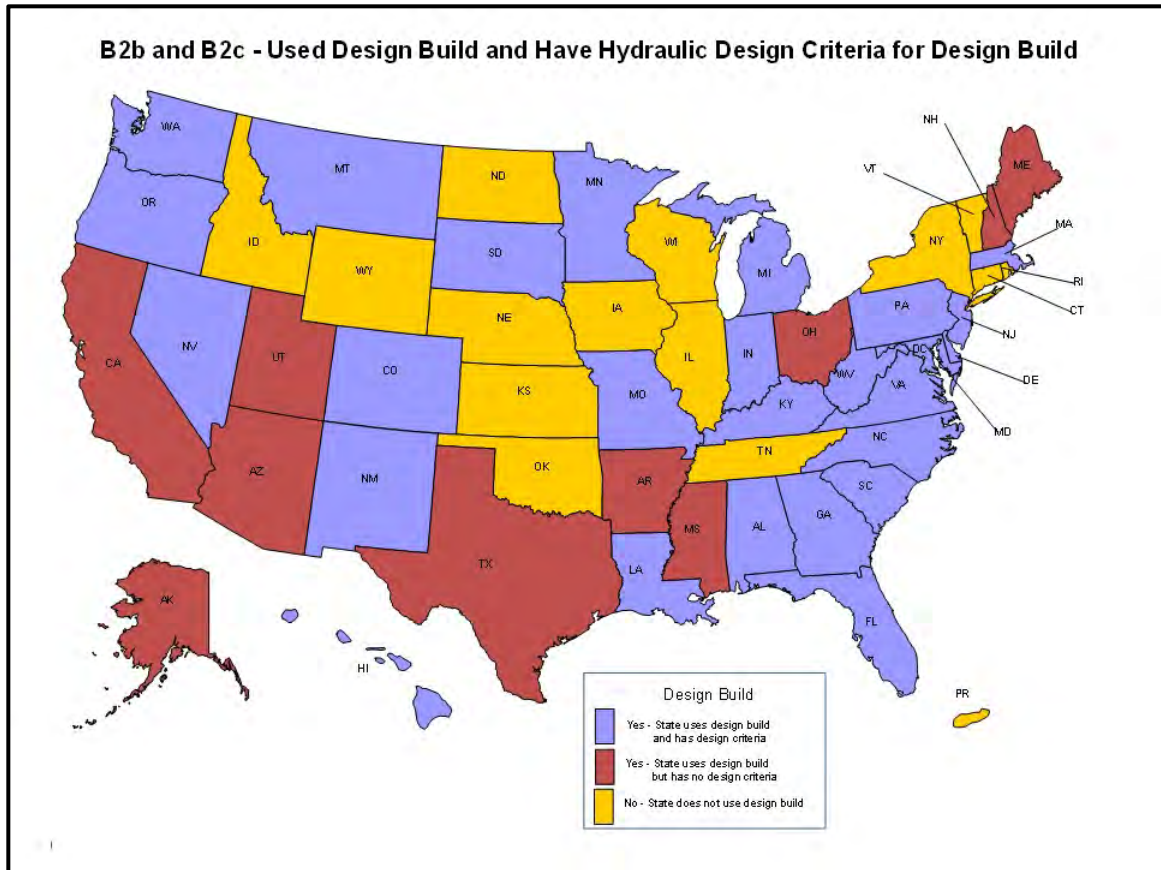 B2b and B2c - Used Design Build and Have Hydraulic Design Criteria for Design Build
WA
MT
ND
MN
NH
VT
ME
OR
ID
WY
SD
WI
MI
NY
MA
RI
CT
NJ
PA
NE
IA
IL
IN
OH
DE
MD
DC
CA
NV
UT
CO
KS
MO
KY
WV
VA
AZ
NM
OK
AR
TN
NC
SC
TX
LA
MS
AL
GA
FL
AK
HI
PR
Design Build
Yes - State uses design build
and has design criteria
Yes - State uses design build
but has no design criteria
No - State does not use design build